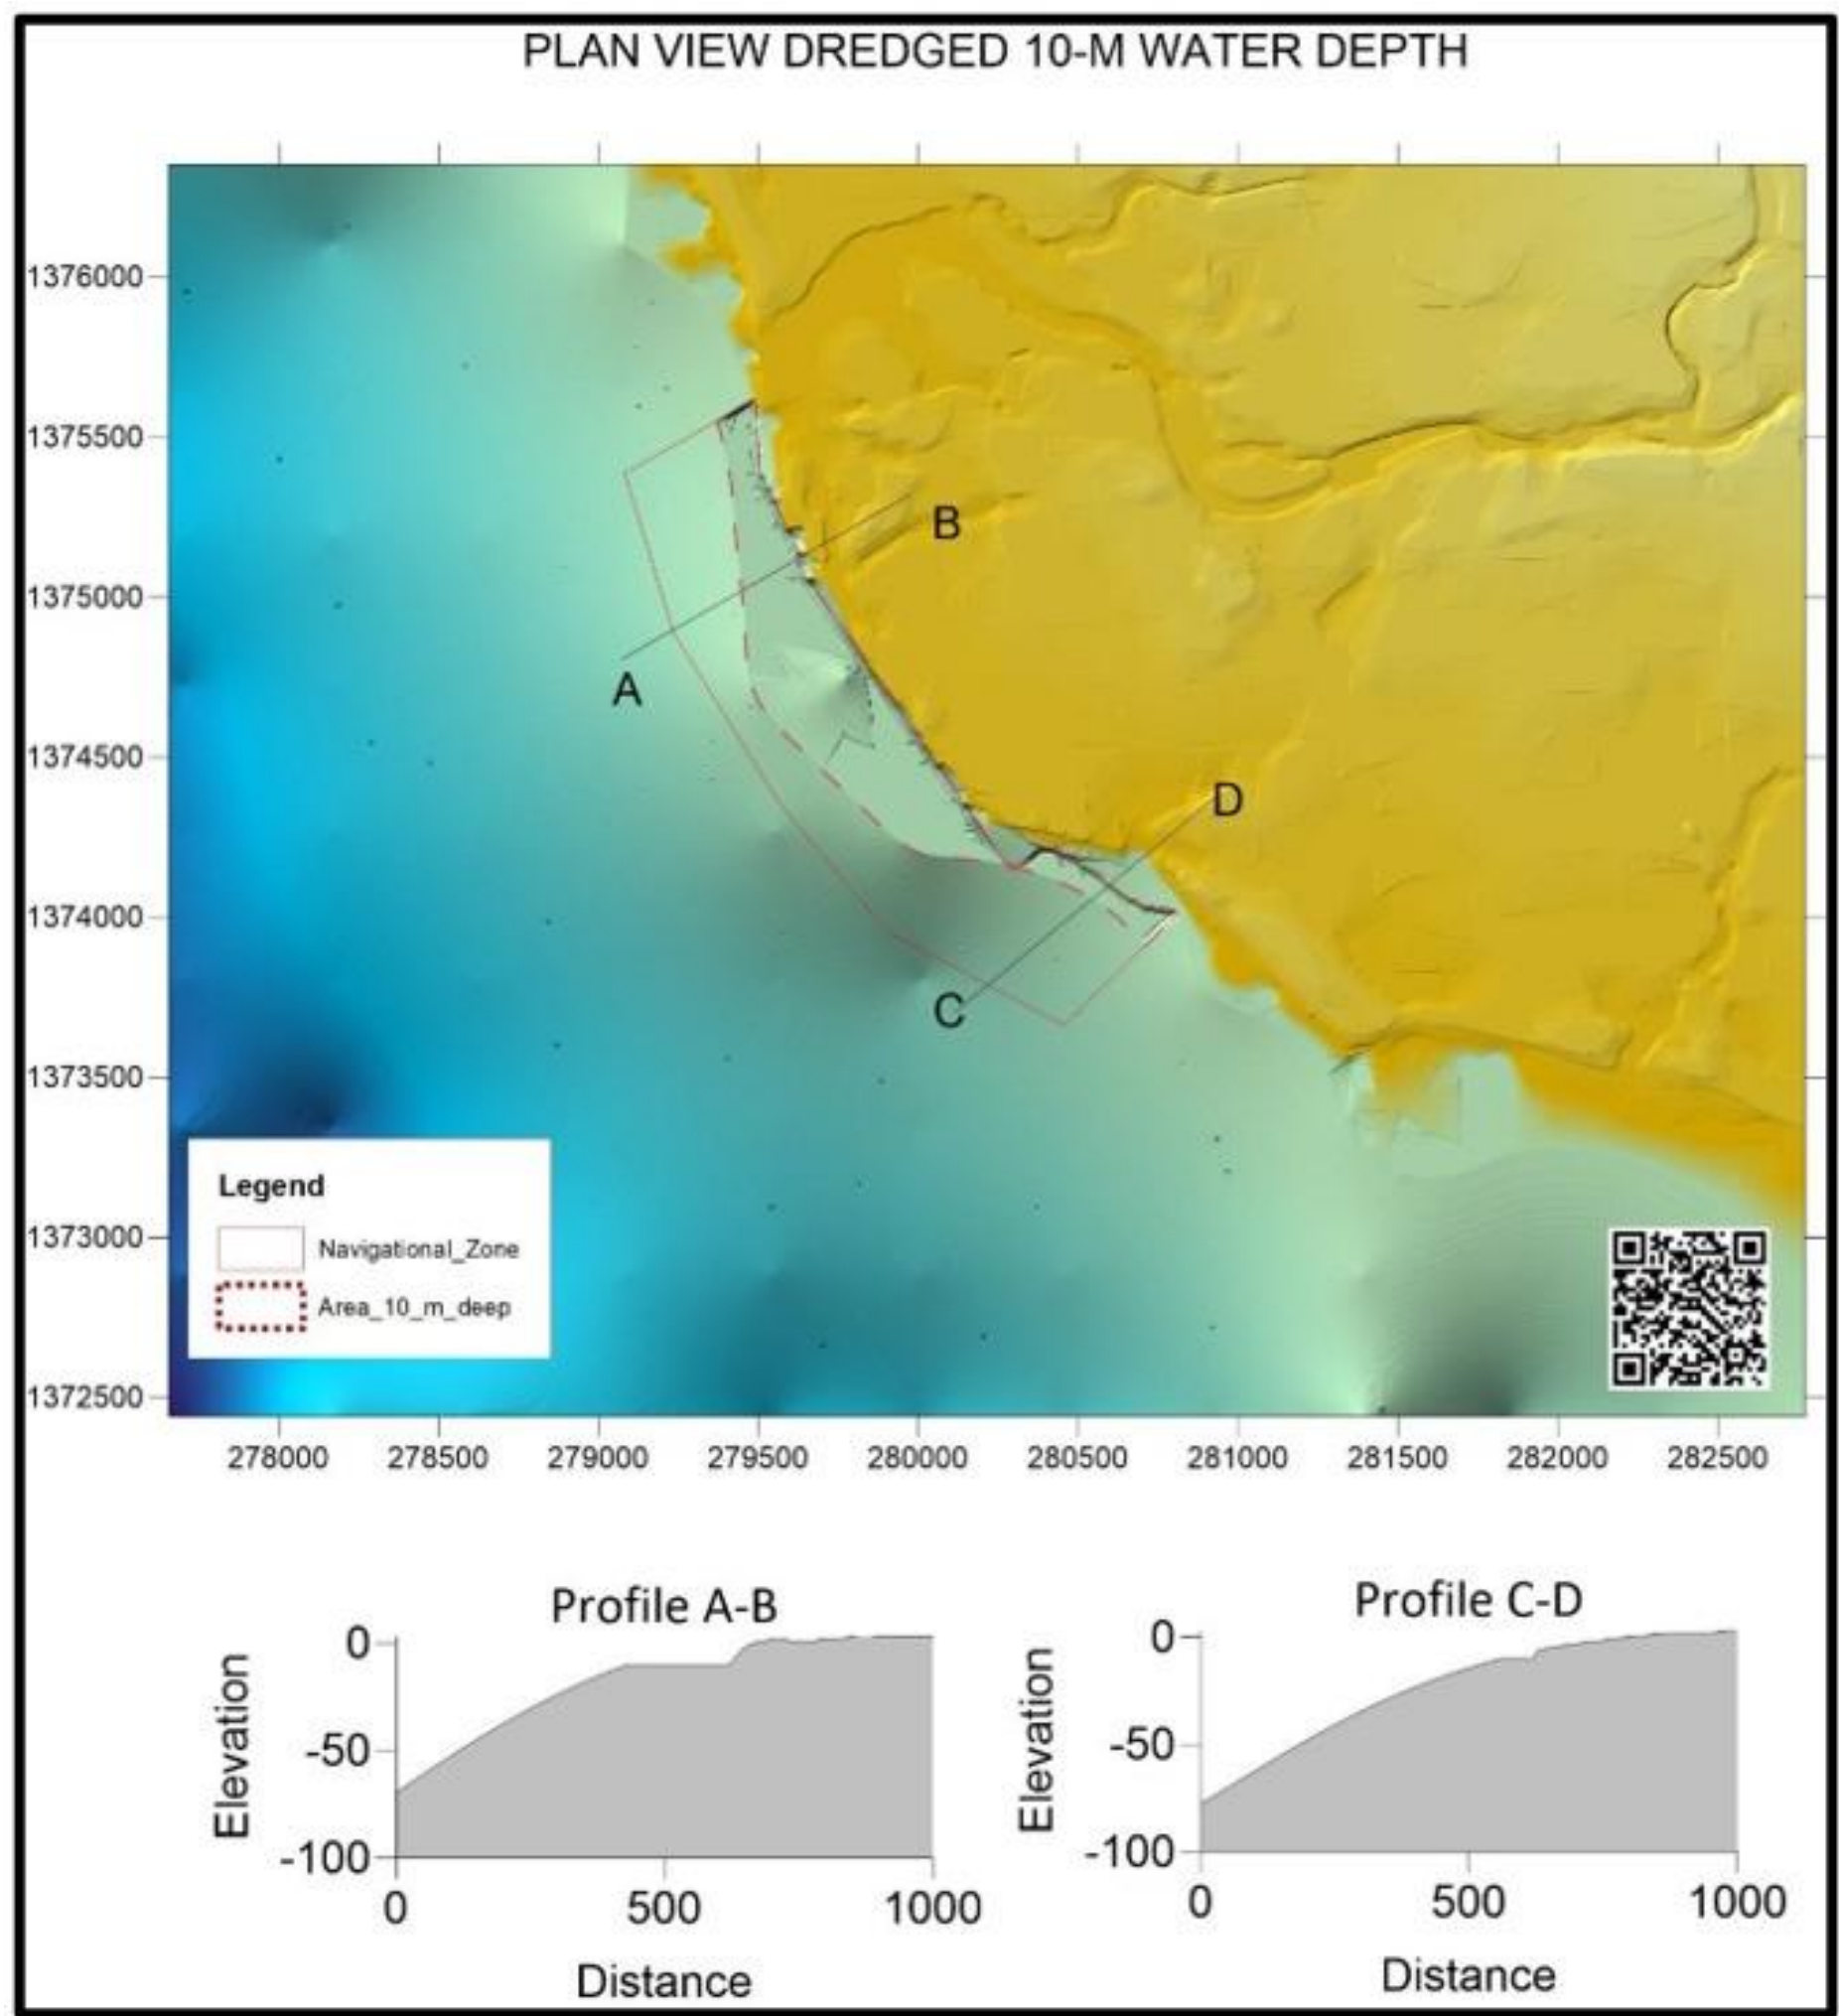 PLAN VIEW DREDGED 10-M WATER DEPTH
1376000
1375500
1375000
1374500
1374000
1373500
1373000
1372500
B
A
D
C
Legend
Navigational_Zone
Area_10_m_deep
278000 278500 279000 279500 280000 280500 281000 281500 282000 282500
Profile A-B
Elevation
0
-50
-100
0 500 1000
Distance
Profile C-D
Elevation
0
-50
-100
0 500 1000
Distance